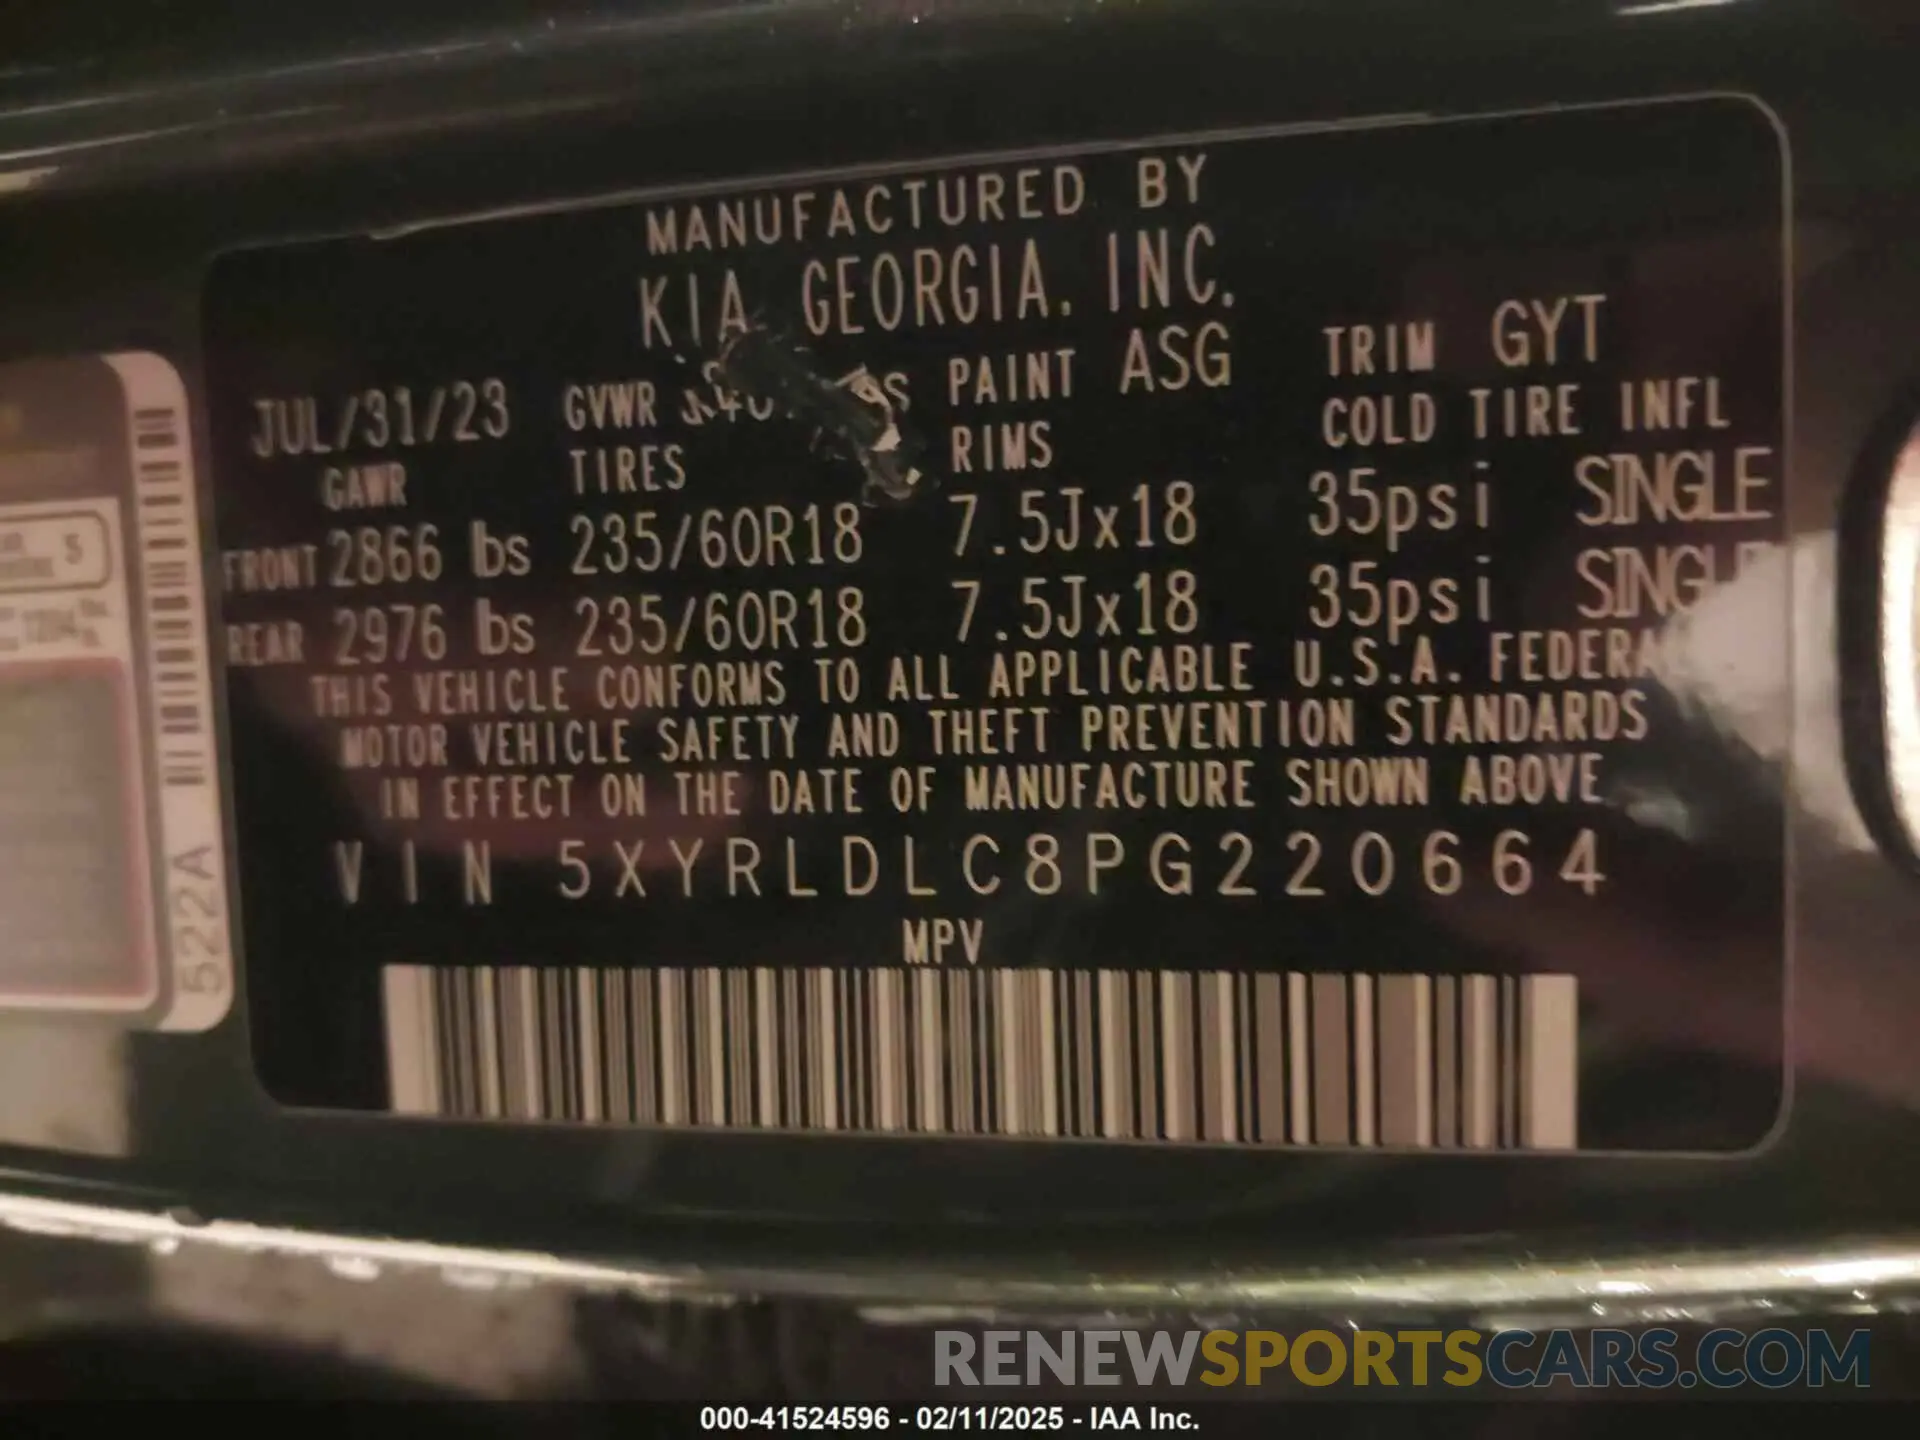 MANUFACTURED BY
KIA GEORGIA, INC.
JUL/31/23 GVWR PAINT ASG TRIM GYT
GAWR TIRES RIMS COLD TIRE INFL
FRONT 2866 lbs 235/60R18 7.5Jx18 35psi SINGLE
REAR 2976 lbs 235/60R18 7.5Jx18 35psi
THIS VEHICLE CONFORMS TO ALL APPLICABLE U.S.A. FEDERA
MOTOR VEHICLE SAFETY AND THEFT PREVENTION STANDARDS
IN EFFECT ON THE DATE OF MANUFACTURE SHOWN ABOVE
VIN 5XYRLDLC8PG220664
MPV
522A
5
RENEWSPORTSCARS.COM
000-41524596 - 02/11/2025 - IAA Inc.